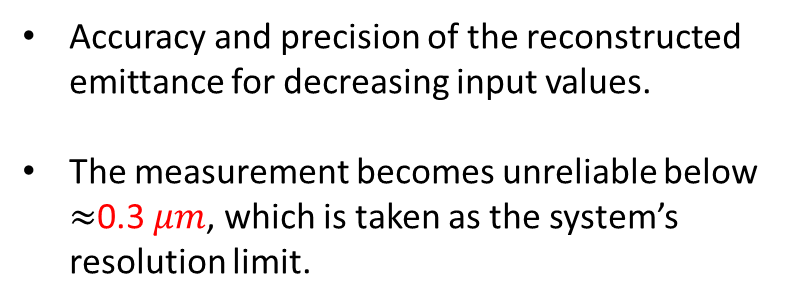 • Accuracy and precision of the reconstructed
emittance for decreasing input values.
• The measurement becomes unreliable below
≈0.3 𝜇𝑚, which is taken as the system’s
resolution limit.